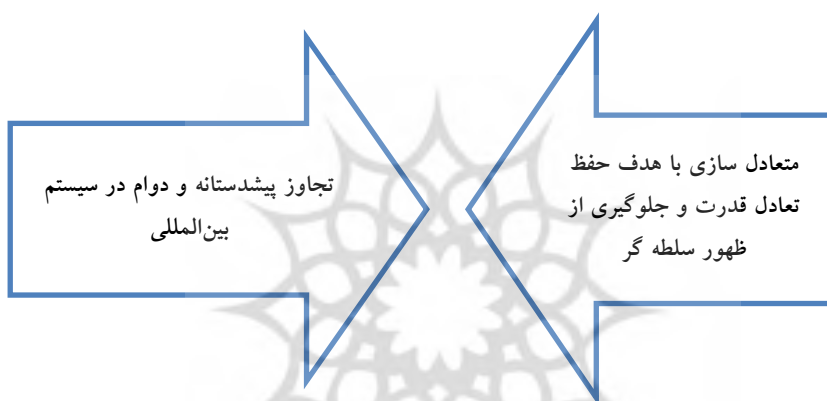 متعادل سازی با هدف حفظ
تعادل قدرت و جلوگیری از
ظهور سلطه گر
تجاوز پیشدستانه و دوام در سیستم
بین‌المللی